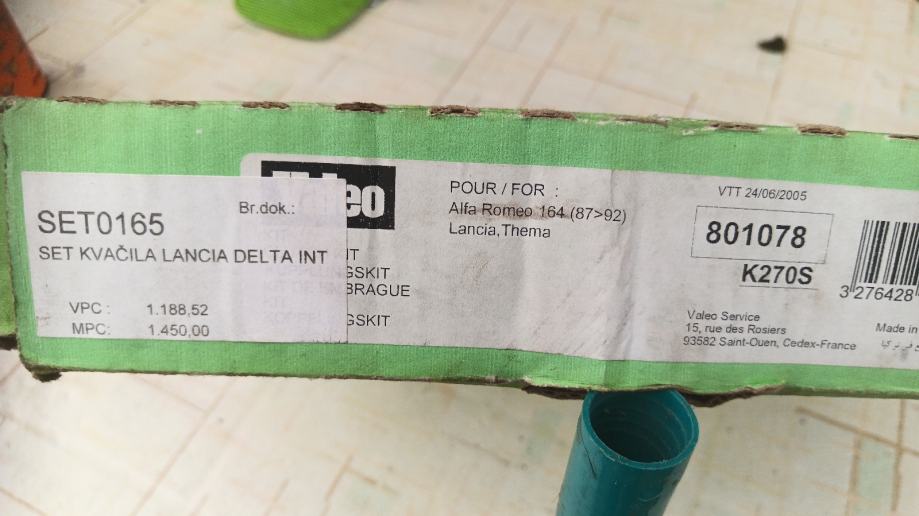 SET0165
Br.dok.:
SET KVAČILA LANCIA DELTA INT
VPC : 1.188,52
MPC: 1.450,00
POUR / FOR :
Alfa Romeo 164 (87>92)
Lancia,Thema
VTT 24/06/2005
801078
K270S
3 276428
Valeo Service
15, rue des Rosiers
93582 Saint-Ouen, Cedex-France
Made in